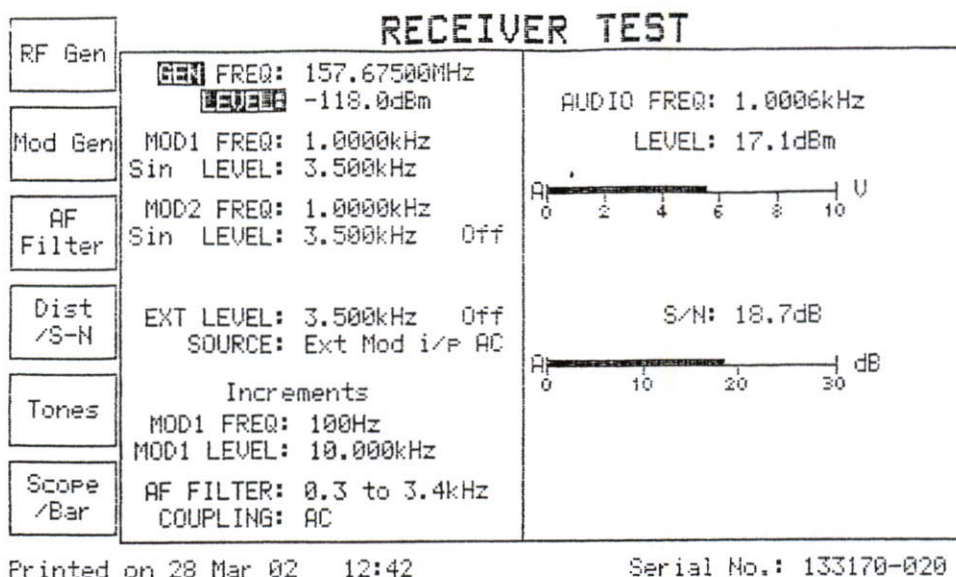 RECEIVER TEST
RF Gen
Mod Gen
AF
Filter
Dist
/S-N
Tones
Scope
/Bar
GEN FREQ: 157.67500MHz
LEVEL: -118.0dBm
MOD1 FREQ: 1.0000kHz
Sin LEVEL: 3.500kHz
MOD2 FREQ: 1.0000kHz
Sin LEVEL: 3.500kHz Off
EXT LEVEL: 3.500kHz Off
SOURCE: Ext Mod i/p AC
Increments
MOD1 FREQ: 100Hz
MOD1 LEVEL: 10.000kHz
AF FILTER: 0.3 to 3.4kHz
COUPLING: AC
AUDIO FREQ: 1.0006kHz
LEVEL: 17.1dBm
A V
0 2 4 6 8 10
S/N: 18.7dB
A dB
0 10 20 30
Printed on 28 Mar 02 12:42
Serial No.: 133170-020